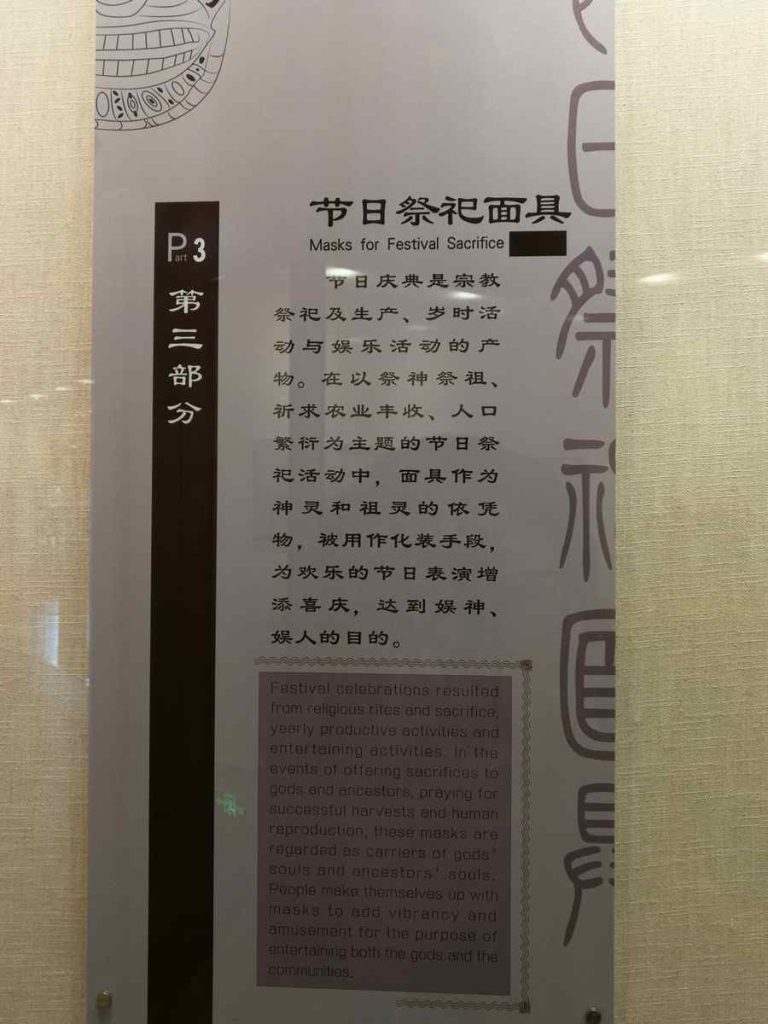 Part 3
第三部分
节日祭祀面具
Masks for Festival Sacrifice
节日庆典是宗教
祭祀及生产、岁时活
动与娱乐活动的产
物。在以祭神祭祖、
祈求农业丰收、人口
繁衍为主题的节日祭
祀活动中，面具作为
神灵和祖灵的依凭
物，被用作化装手段，
为欢乐的节日表演增
添喜庆，达到娱神、
娱人的目的。
Festival celebrations resulted
from religious rites and sacrifice,
yearly productive activities and
entertaining activities. In the
events of offering sacrifices to
gods and ancestors, praying for
successful harvests and human
reproduction, these masks are
regarded as carriers of gods'
souls and ancestors' souls.
People make themselves up with
masks to add vibrancy and
amusement for the purpose of
entertaining both the gods and the
communities.
日祭祀面具